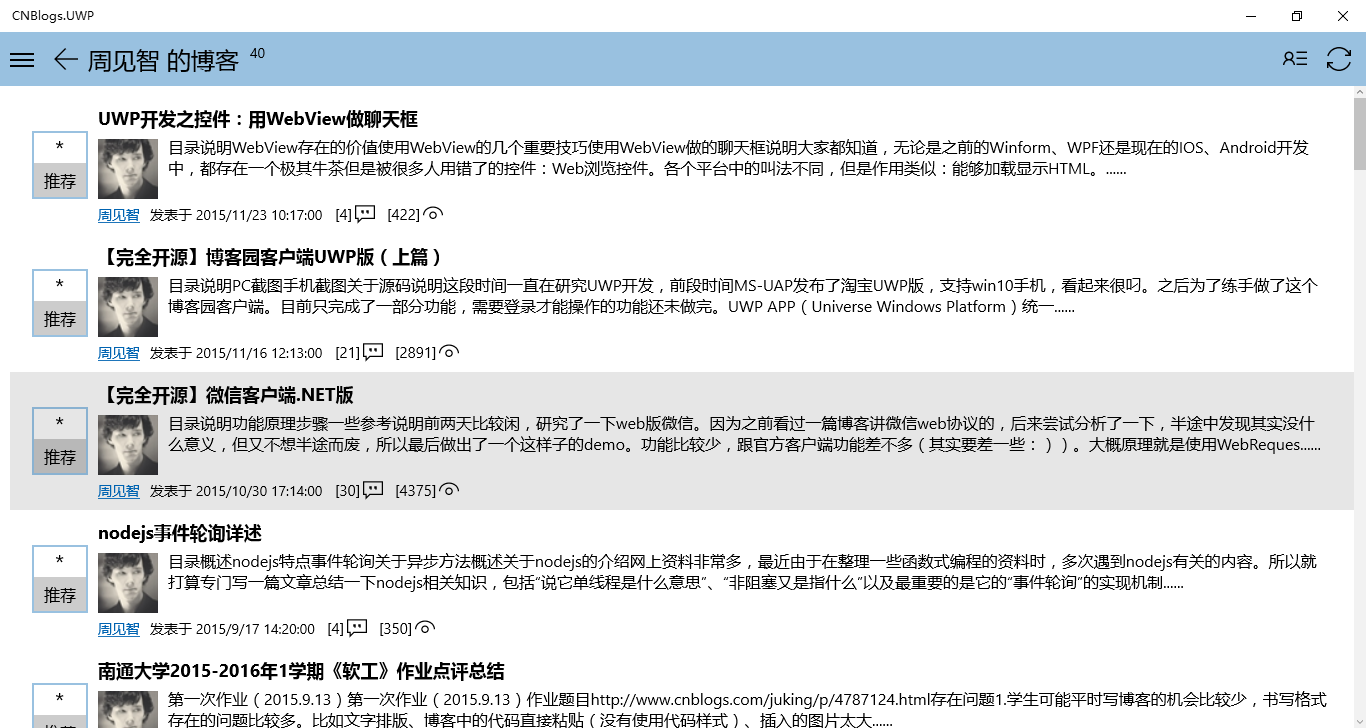 CNBlogs.UWP
周见智 的博客 40
UWP开发之控件：用WebView做聊天框
*
推荐
目录说明WebView存在的价值使用WebView的几个重要技巧使用WebView做的聊天框说明大家都知道，无论是之前的Winform、WPF还是现在的IOS、Android开发
中，都存在一个极其牛茶但是被很多人用错了的控件：Web浏览控件。各个平台中的叫法不同，但是作用类似：能够加载显示HTML。......
周见智 发表于 2015/11/23 10:17:00 [4] [422]
【完全开源】博客园客户端UWP版（上篇）
*
推荐
目录说明PC截图手机截图关于源码说明这段时间一直在研究UWP开发，前段时间MS-UAP发布了淘宝UWP版，支持win10手机，看起来很叼。之后为了练手做了这个
博客园客户端。目前只完成了一部分功能，需要登录才能操作的功能还未做完。UWP APP（Universe Windows Platform）统一......
周见智 发表于 2015/11/16 12:13:00 [21] [2891]
【完全开源】微信客户端.NET版
*
推荐
目录说明功能原理步骤一些参考说明前两天比较闲，研究了一下web版微信。因为之前看过一篇博客讲微信web协议的，后来尝试分析了一下，半途中发现其实没什
么意义，但又不想半途而废，所以最后做出了一个这样子的demo。功能比较少，跟官方客户端功能差不多（其实要差一些：））。大概原理就是使用WebReques......
周见智 发表于 2015/10/30 17:14:00 [30] [4375]
nodejs事件轮询详述
*
推荐
目录概述nodejs特点事件轮询关于异步方法概述关于nodejs的介绍网上资料非常多，最近由于在整理一些函数式编程的资料时，多次遇到nodejs有关的内容。所以就
打算专门写一篇文章总结一下nodejs相关知识，包括“说它单线程是什么意思”、“非阻塞又是指什么”以及最重要的是它的“事件轮询”的实现机制......
周见智 发表于 2015/9/17 14:20:00 [4] [350]
南通大学2015-2016年1学期《软工》作业点评总结
*
推荐
第一次作业（2015.9.13）第一次作业（2015.9.13）作业题目http://www.cnblogs.com/juking/p/4787124.html存在问题1.学生可能平时写博客的机会比较少，书写格式
存在的问题比较多。比如文字排版、博客中的代码直接粘贴（没有使用代码样式）、插入的图片太大......